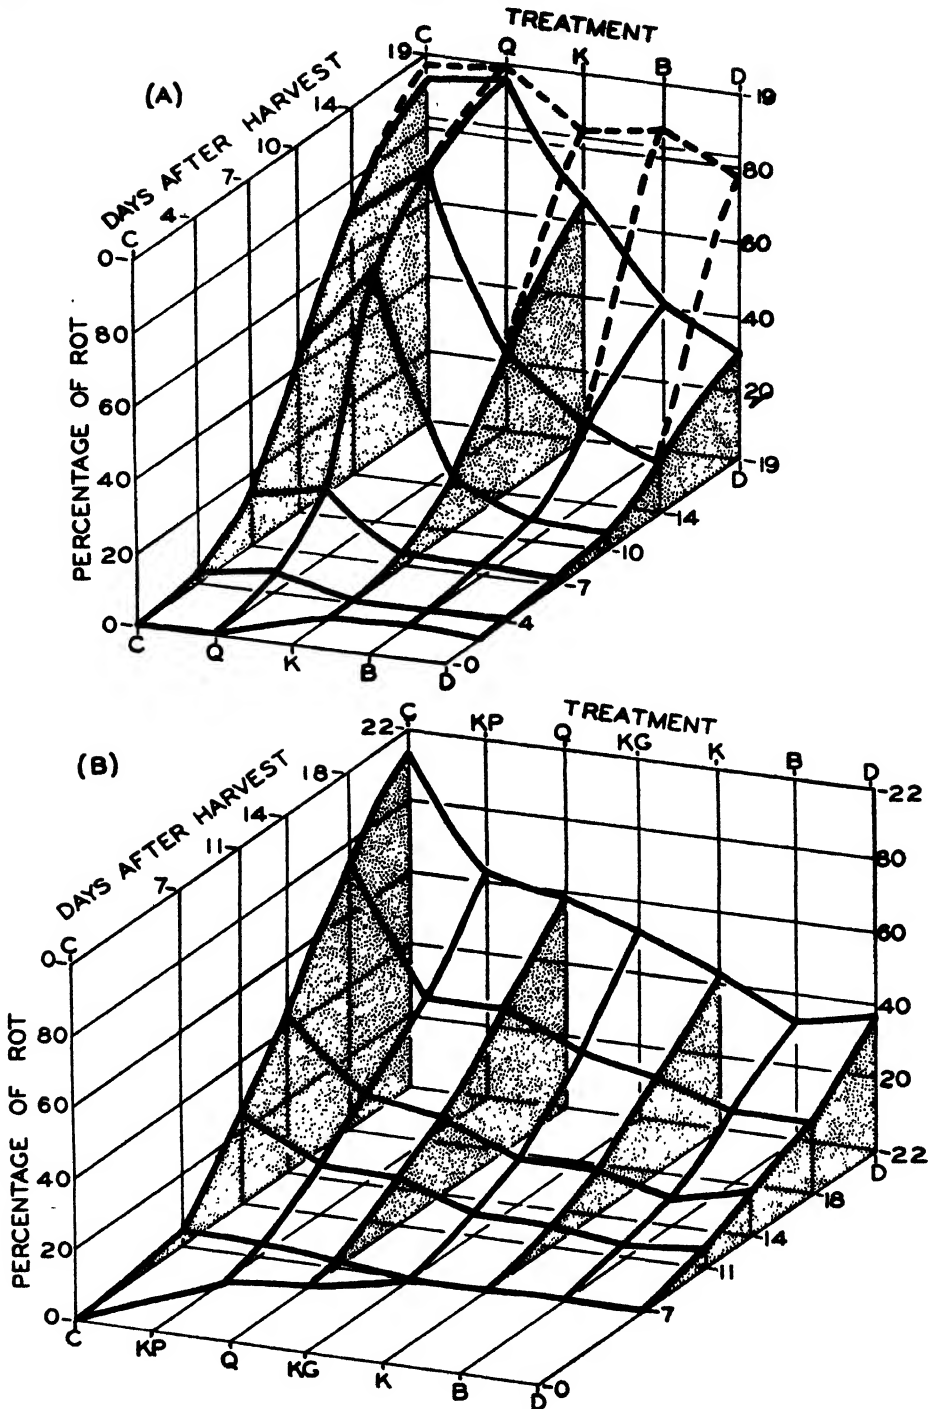 (A)
TREATMENT
C Q K B D
DAYS AFTER HARVEST
0 4 7 10 14 19
C
PERCENTAGE OF ROT
80
60
40
20
0
19
80
60
40
20
19
D
14
10
7
4
0
C Q K B D
(B)
TREATMENT
C KP Q KG K B D
DAYS AFTER HARVEST
0 7 11 14 18 22
C
PERCENTAGE OF ROT
80
60
40
20
0
22
80
60
40
20
22
D
18
14
11
7
0
C KP Q KG K B D